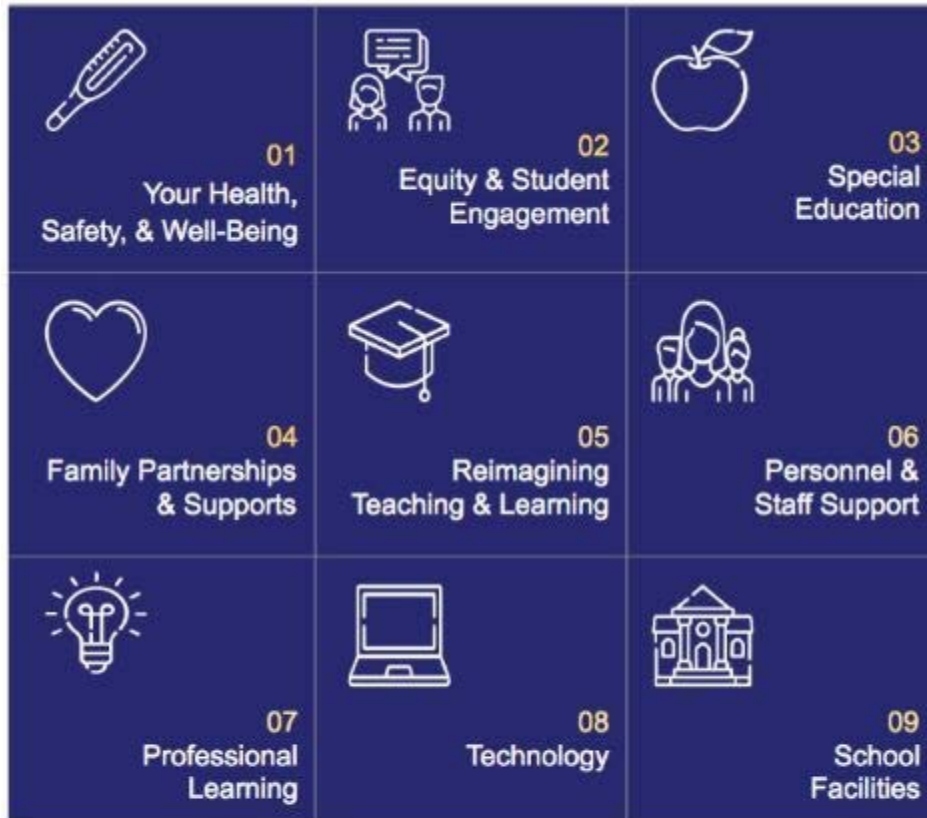 01
Your Health,
Safety, & Well-Being
02
Equity & Student
Engagement
03
Special
Education
04
Family Partnerships
& Supports
05
Reimagining
Teaching & Learning
06
Personnel &
Staff Support
07
Professional
Learning
08
Technology
09
School
Facilities